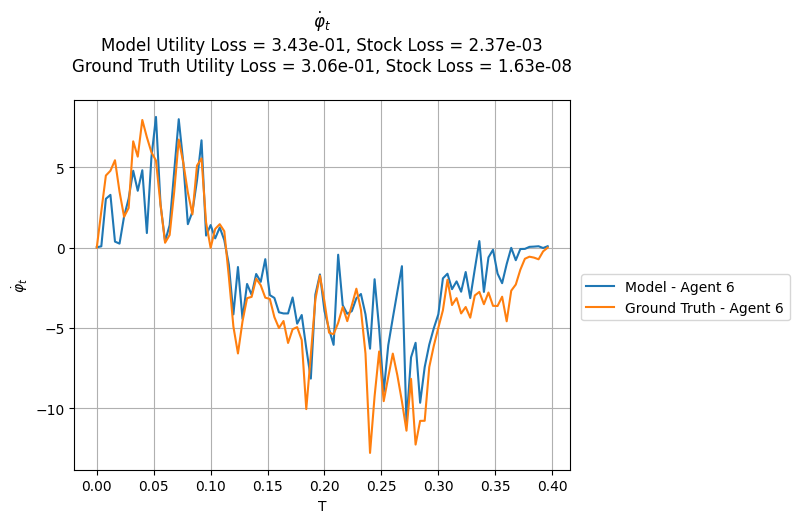 φ̇ₜ
Model Utility Loss = 3.43e-01, Stock Loss = 2.37e-03
Ground Truth Utility Loss = 3.06e-01, Stock Loss = 1.63e-08
5
0
−5
−10
φ̇ₜ
0.00 0.05 0.10 0.15 0.20 0.25 0.30 0.35 0.40
T
Model - Agent 6
Ground Truth - Agent 6